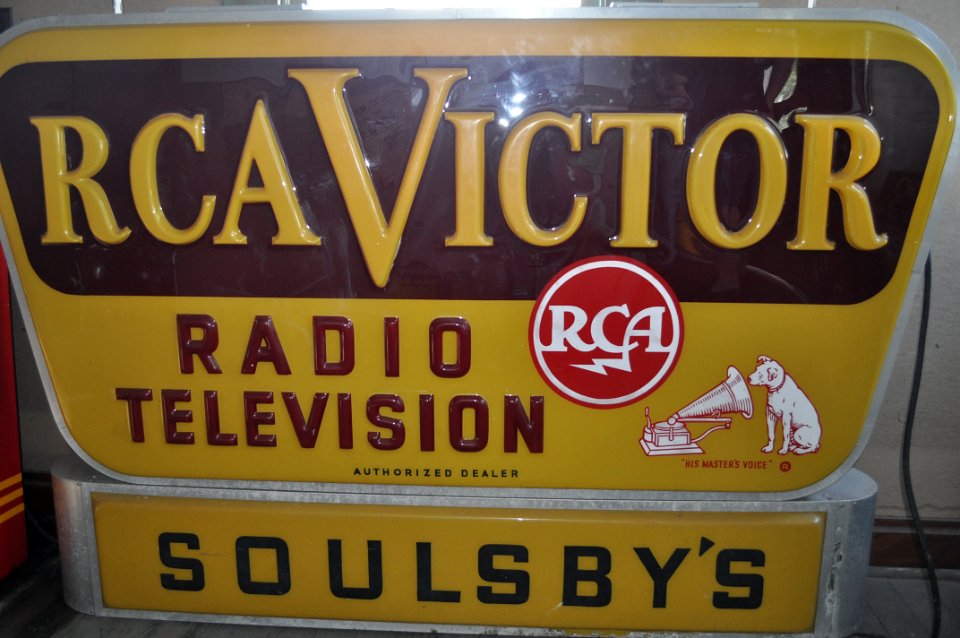 RCA VICTOR
RADIO
TELEVISION
RCA
AUTHORIZED DEALER
"HIS MASTER'S VOICE" ®
SOULSBY'S